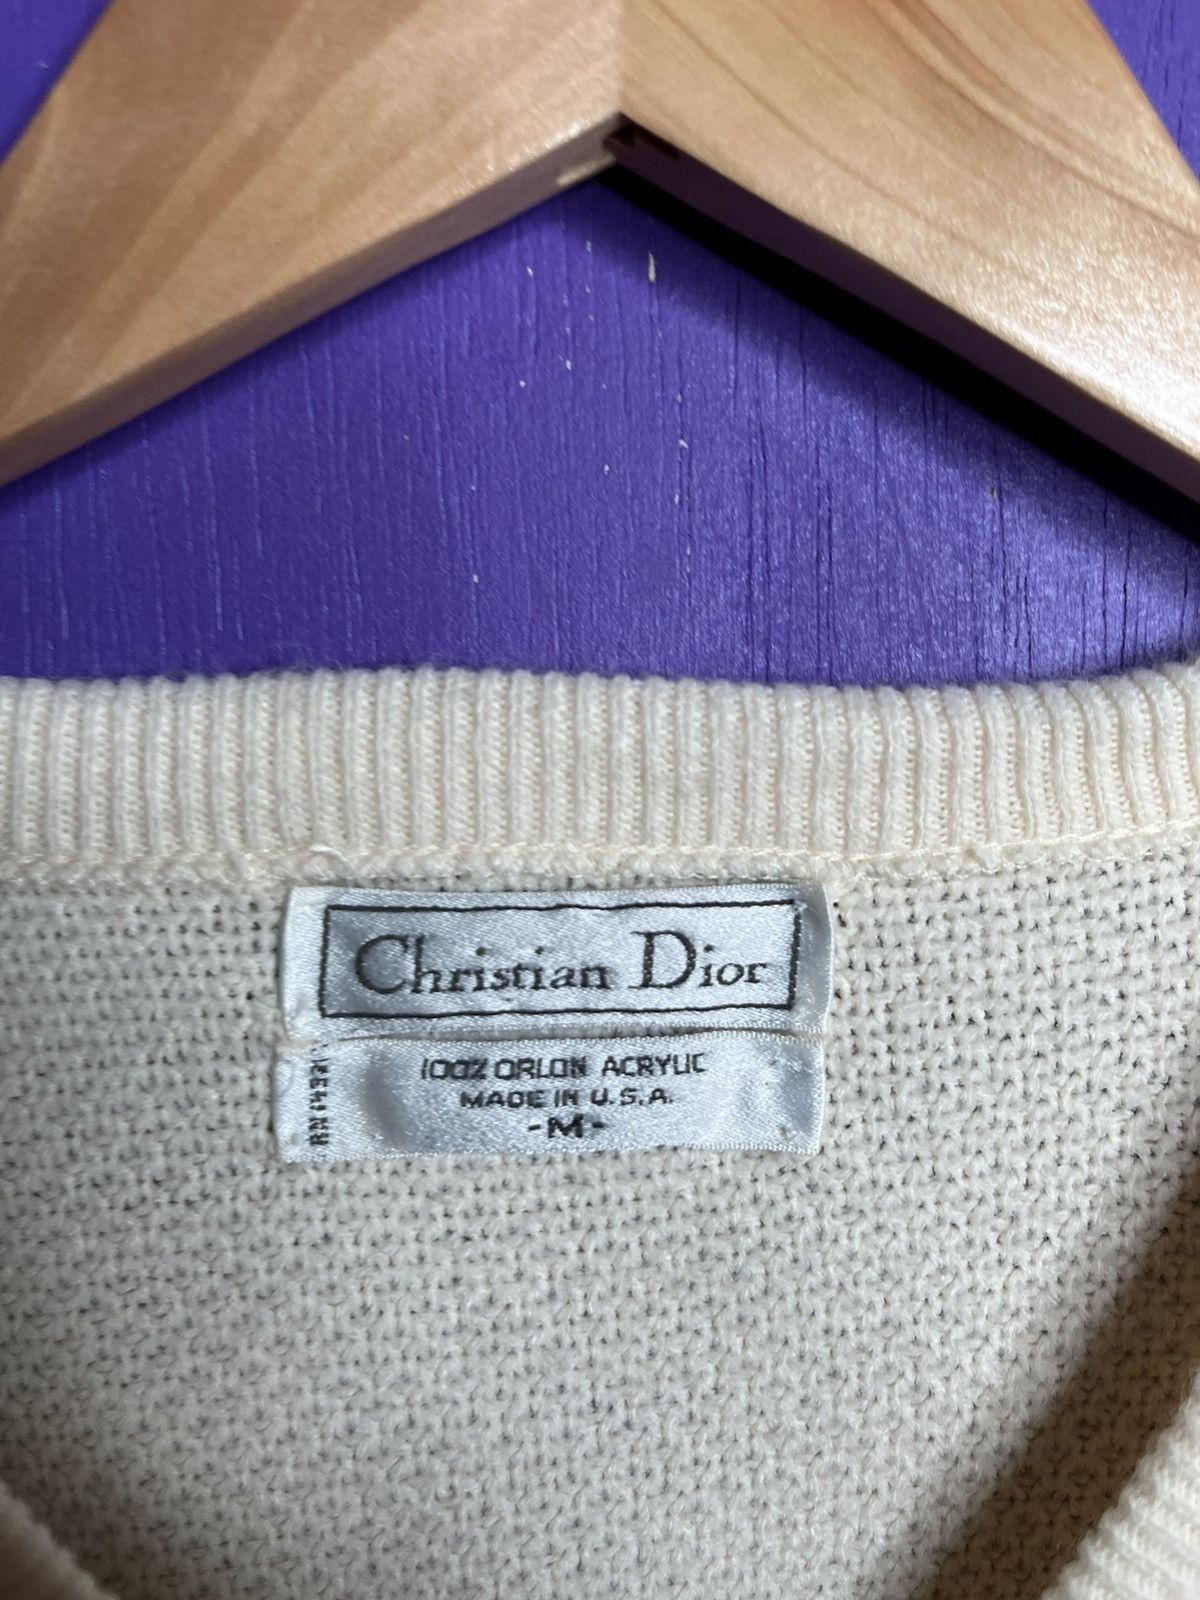 Christian Dior
100% ORLON ACRYLIC
MADE IN U.S.A.
-M-